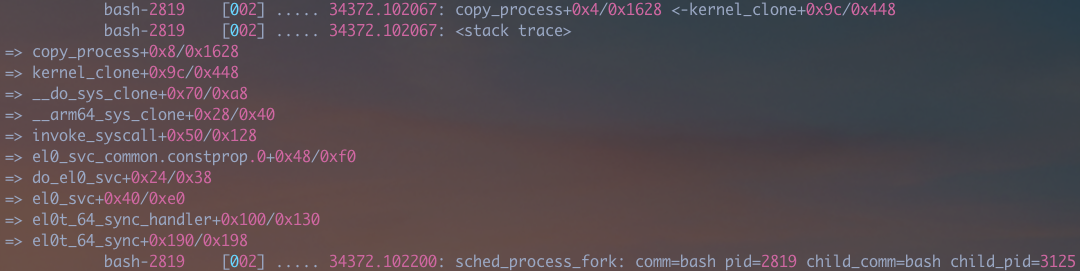 bash-2819    [002] ..... 34372.102067: copy_process+0x4/0x1628 <-kernel_clone+0x9c/0x448
bash-2819    [002] ..... 34372.102067: <stack trace>
=> copy_process+0x8/0x1628
=> kernel_clone+0x9c/0x448
=> __do_sys_clone+0x70/0xa8
=> __arm64_sys_clone+0x28/0x40
=> invoke_syscall+0x50/0x128
=> el0_svc_common.constprop.0+0x48/0xf0
=> do_el0_svc+0x24/0x38
=> el0_svc+0x40/0xe0
=> el0t_64_sync_handler+0x100/0x130
=> el0t_64_sync+0x190/0x198
bash-2819    [002] ..... 34372.102200: sched_process_fork: comm=bash pid=2819 child_comm=bash child_pid=3125